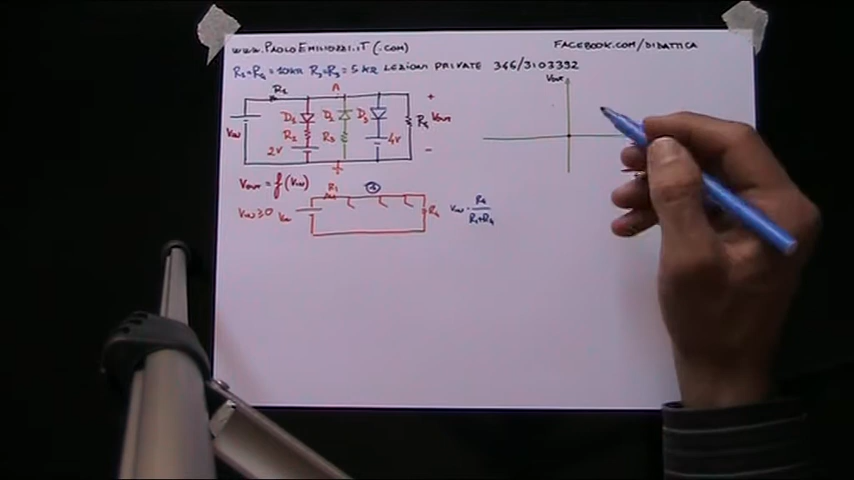 www.PaoloEmiliozzi.iT (.com)
FACEBOOK.COM/DIDATTICA
R1=R4=10kΩ R2=R3=5kΩ LEZIONI PRIVATE 346/3103392
R1 A +
Vin D1 D2 D3 R4 Vout
R2 R3 4V
2V -
Vout = f(Vin)
Vin≥0 Vin R1 R4 Vin · R4/(R1+R4)
Vout